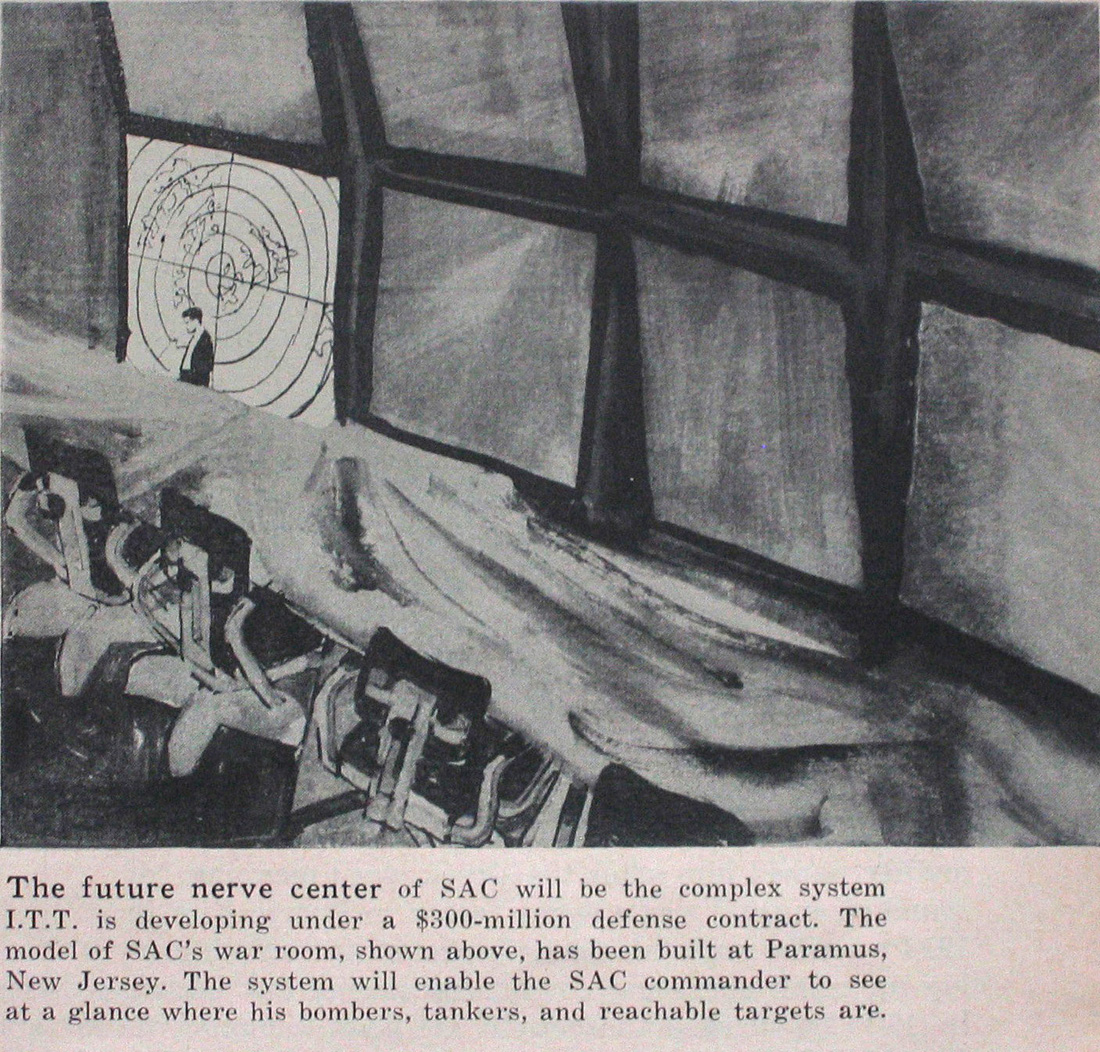 The future nerve center of SAC will be the complex system
I.T.T. is developing under a $300-million defense contract. The
model of SAC's war room, shown above, has been built at Paramus,
New Jersey. The system will enable the SAC commander to see
at a glance where his bombers, tankers, and reachable targets are.